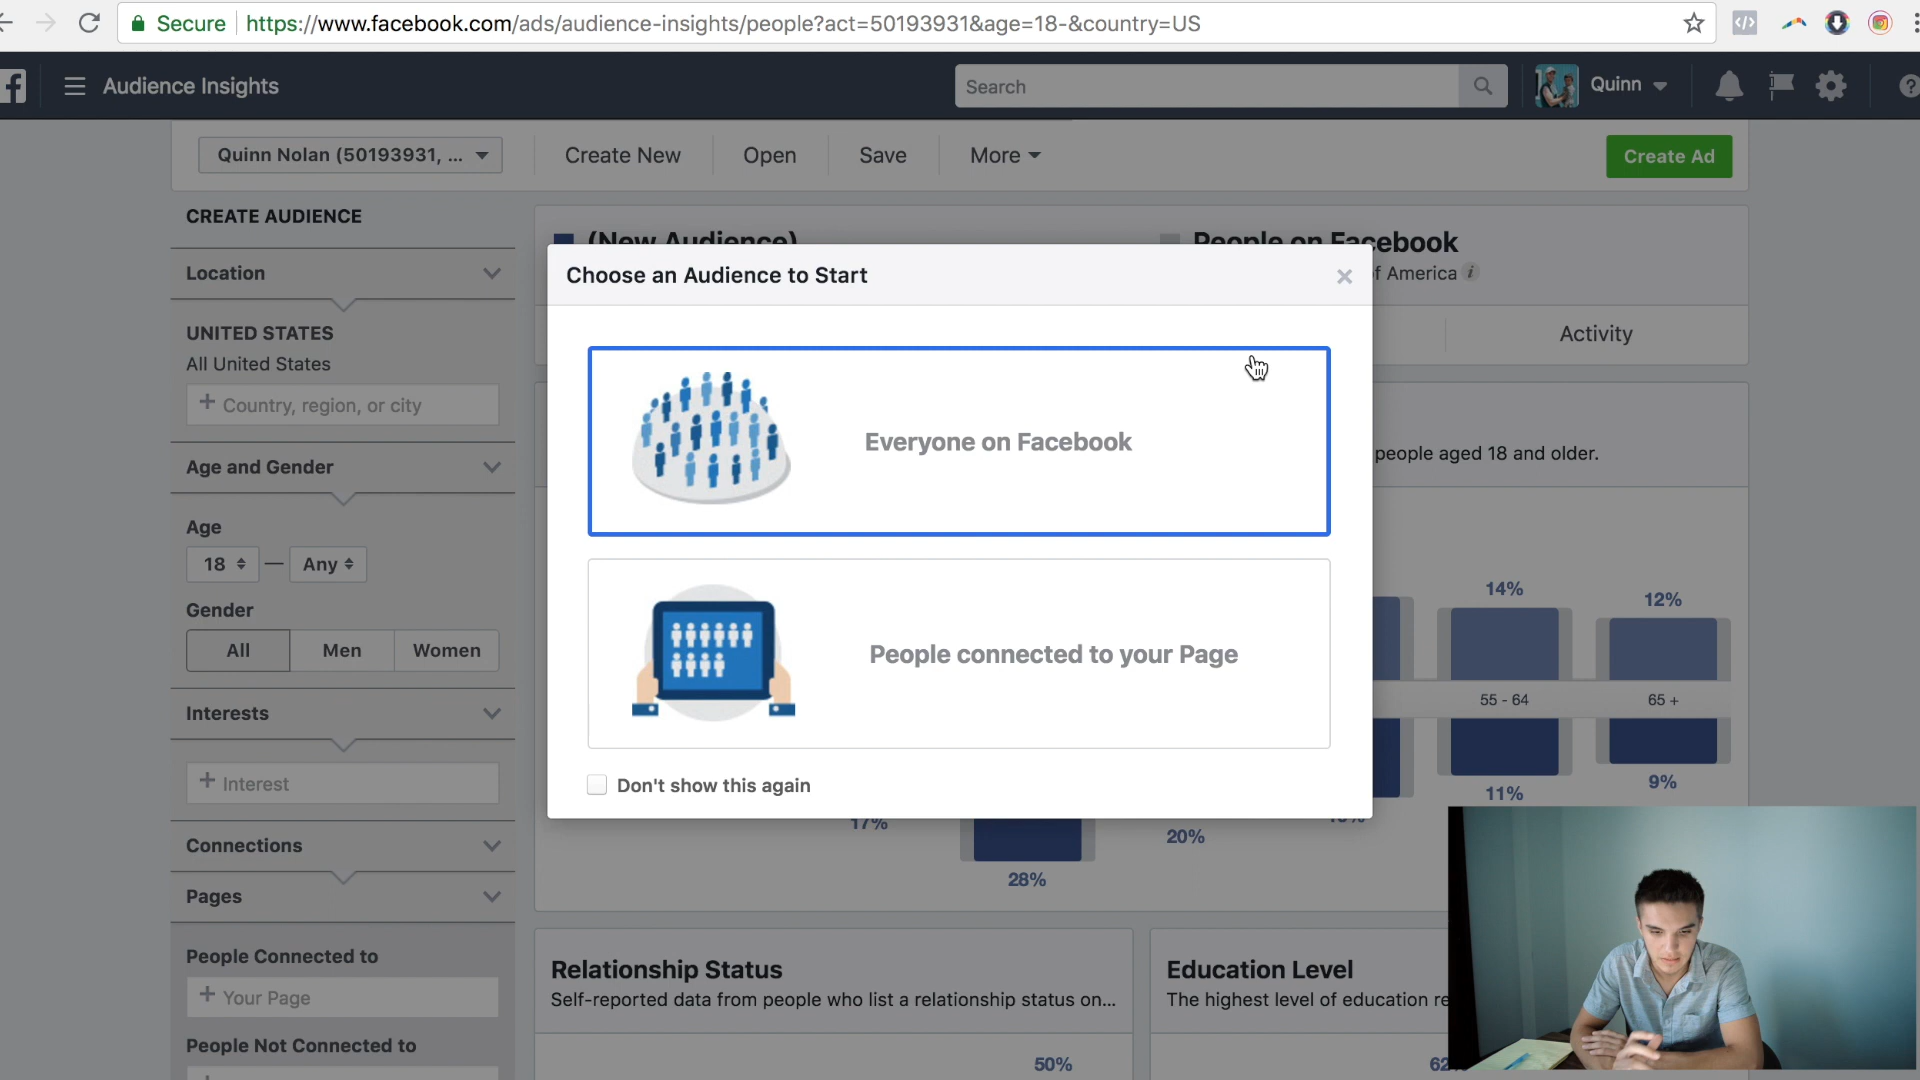 Secure https://www.facebook.com/ads/audience-insights/people?act=50193931&age=18-&country=US
Audience Insights
Search
Quinn
Quinn Nolan (50193931, ...
Create New
Open
Save
More
Create Ad
CREATE AUDIENCE
Location
UNITED STATES
All United States
+ Country, region, or city
Age and Gender
Age
18 — Any
Gender
All
Men
Women
Interests
+ Interest
Connections
Pages
People Connected to
+ Your Page
People Not Connected to
(New Audience)
People on Facebook
of America
Activity
people aged 18 and older.
Choose an Audience to Start
Everyone on Facebook
People connected to your Page
Don't show this again
14%
12%
55 - 64
65 +
11%
9%
17%
20%
28%
Relationship Status
Self-reported data from people who list a relationship status on...
50%
Education Level
The highest level of education